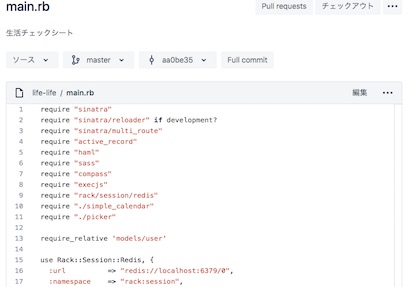 main.rb
Pull requests チェックアウト ...
生活チェックシート
ソース master aa0be35 Full commit
life-life / main.rb 編集 ...
1 require "sinatra"
2 require "sinatra/reloader" if development?
3 require "sinatra/multi_route"
4 require "active_record"
5 require "haml"
6 require "sass"
7 require "compass"
8 require "execjs"
9 require "rack/session/redis"
10 require "./simple_calendar"
11 require "./picker"
12
13 require_relative 'models/user'
14
15 use Rack::Session::Redis, {
16 :url => "redis://localhost:6379/0",
17 :namespace => "rack:session",